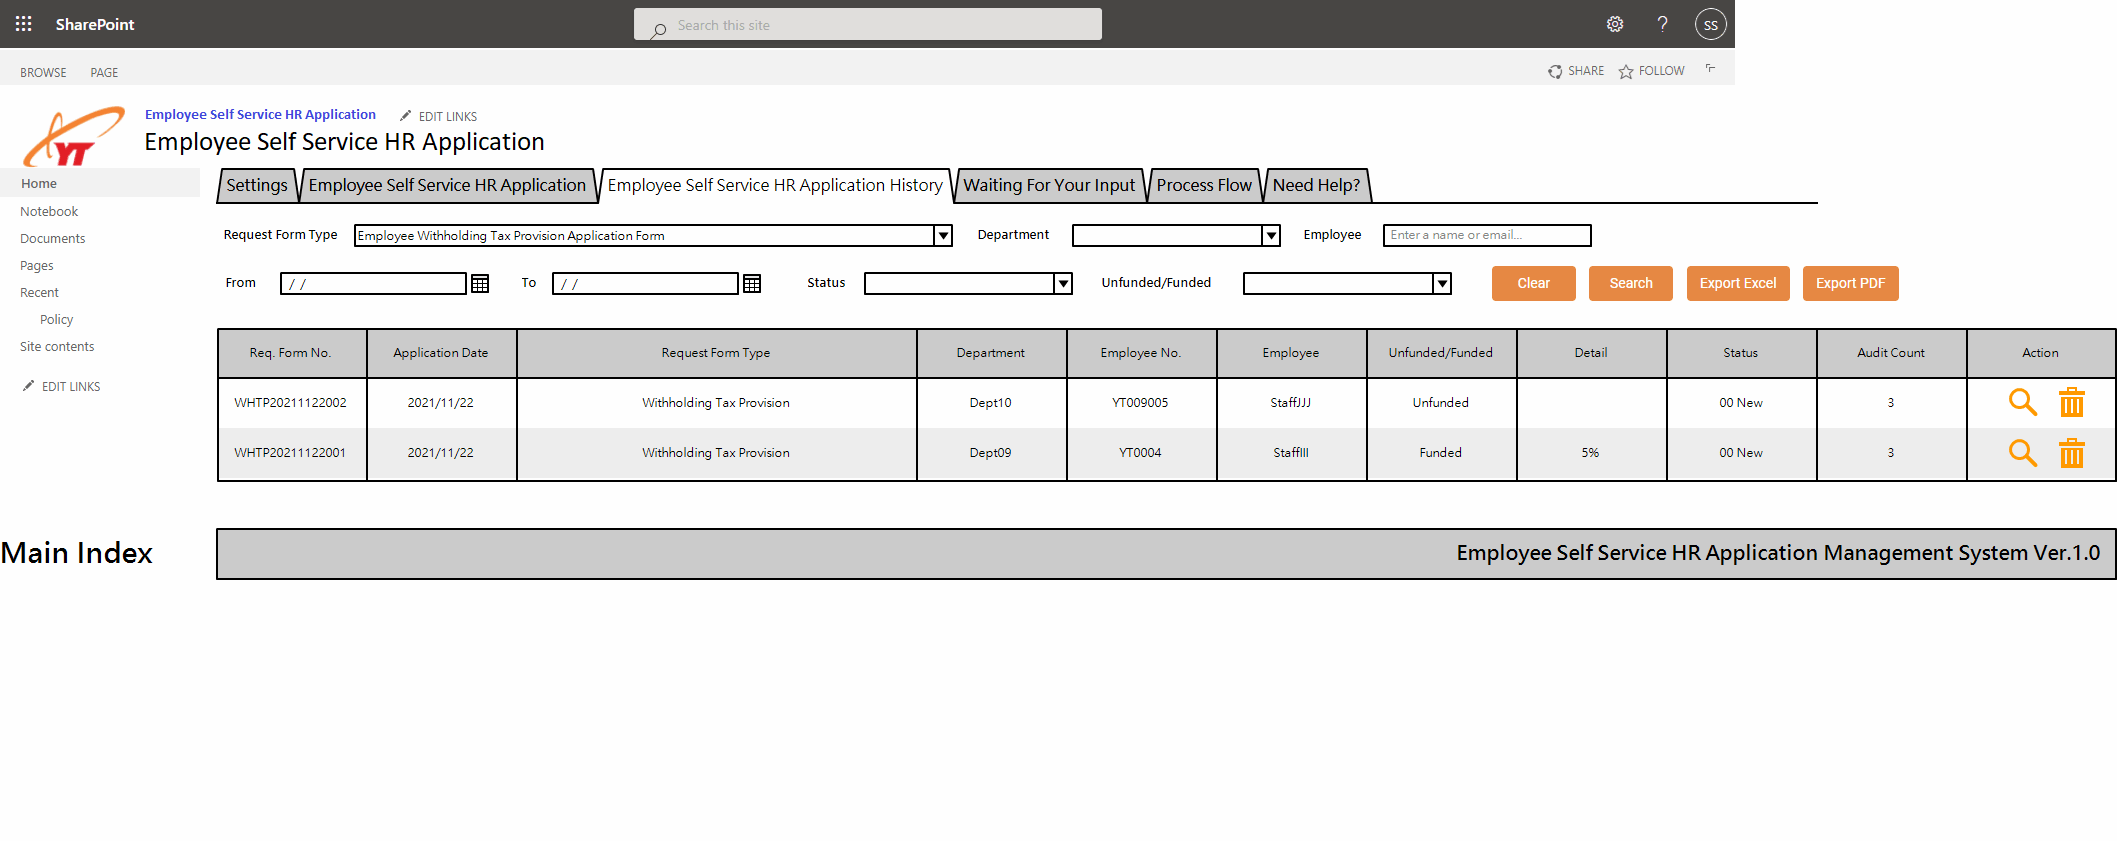 SharePoint
Search this site
?
SS
BROWSE
PAGE
SHARE
FOLLOW
YT
Employee Self Service HR Application
EDIT LINKS
Employee Self Service HR Application
Home
Notebook
Documents
Pages
Recent
Policy
Site contents
EDIT LINKS
Settings
Employee Self Service HR Application
Employee Self Service HR Application History
Waiting For Your Input
Process Flow
Need Help?
Request Form Type
Employee Withholding Tax Provision Application Form
Department
Employee
Enter a name or email...
From
/ /
To
/ /
Status
Unfunded/Funded
Clear
Search
Export Excel
Export PDF
Req. Form No. Application Date Request Form Type Department Employee No. Employee Unfunded/Funded Detail Status Audit Count Action
WHTP20211122002 2021/11/22 Withholding Tax Provision Dept10 YT009005 StaffJJJ Unfunded 00 New 3
WHTP20211122001 2021/11/22 Withholding Tax Provision Dept09 YT0004 StaffIII Funded 5% 00 New 3
Main Index
Employee Self Service HR Application Management System Ver.1.0